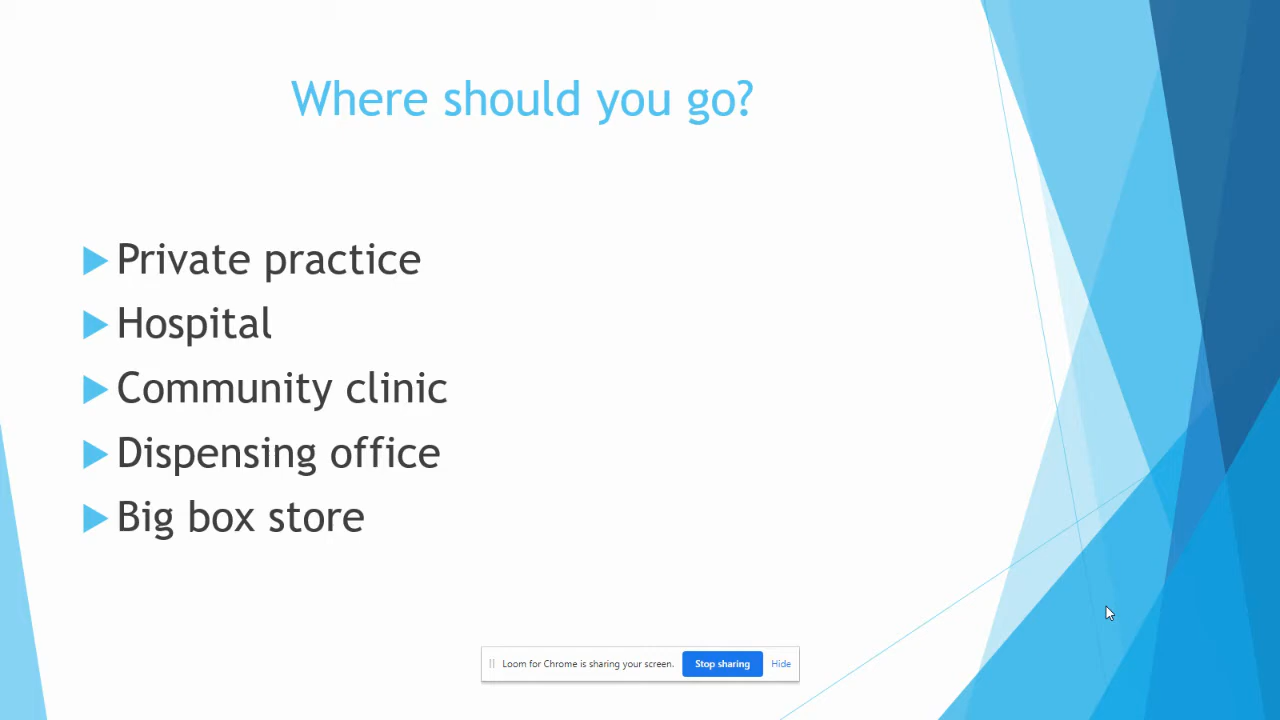 Where should you go?
Private practice
Hospital
Community clinic
Dispensing office
Big box store
Loom for Chrome is sharing your screen. Stop sharing Hide